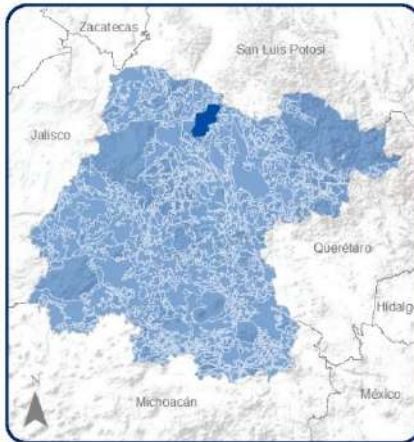 Zacatecas
San Luis Potosí
Jalisco
Querétaro
Hidalgo
N
México
Michoacán